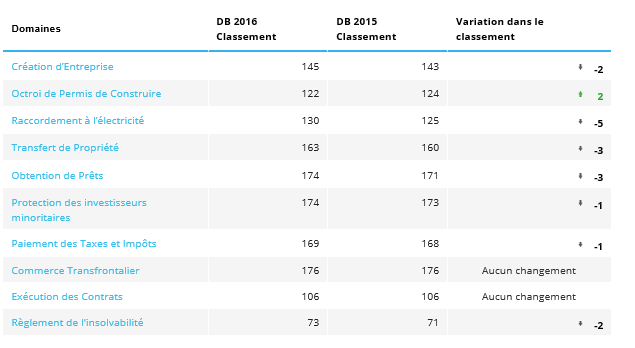 Domaines DB 2016 Classement DB 2015 Classement Variation dans le classement
Création d'Entreprise 145 143 -2
Octroi de Permis de Construire 122 124 2
Raccordement à l'électricité 130 125 -5
Transfert de Propriété 163 160 -3
Obtention de Prêts 174 171 -3
Protection des investisseurs minoritaires 174 173 -1
Paiement des Taxes et Impôts 169 168 -1
Commerce Transfrontalier 176 176 Aucun changement
Exécution des Contrats 106 106 Aucun changement
Règlement de l'insolvabilité 73 71 -2